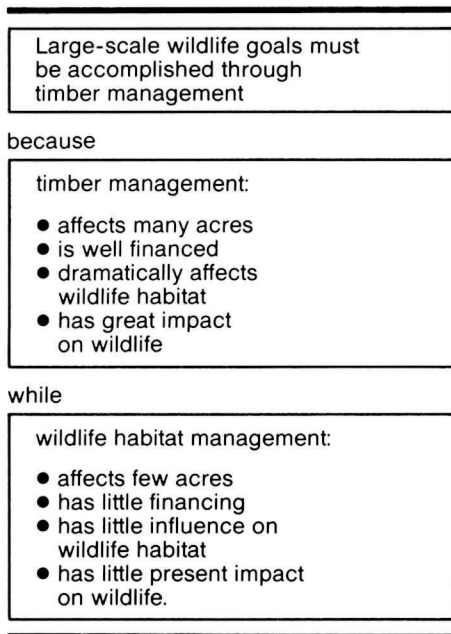 Large-scale wildlife goals must
be accomplished through
timber management
because
timber management:
● affects many acres
● is well financed
● dramatically affects
wildlife habitat
● has great impact
on wildlife
while
wildlife habitat management:
● affects few acres
● has little financing
● has little influence on
wildlife habitat
● has little present impact
on wildlife.